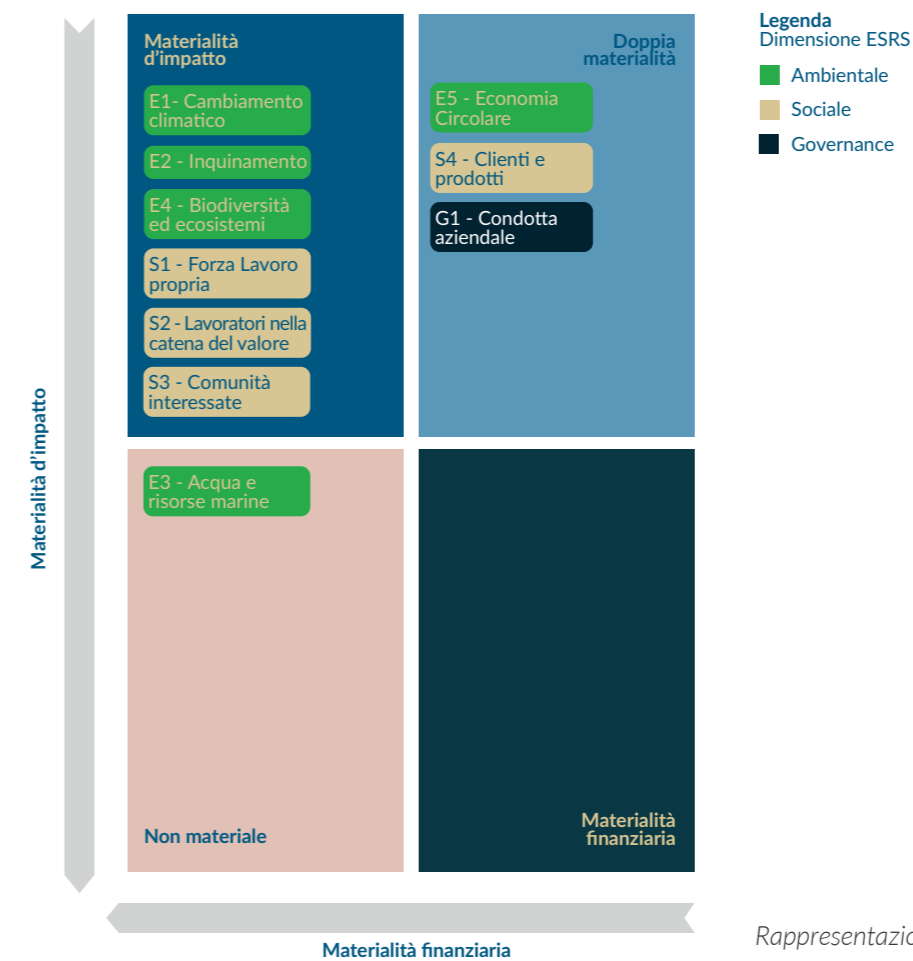 Materialità
d'impatto
E1- Cambiamento
climatico
E2 - Inquinamento
E4 - Biodiversità
ed ecosistemi
S1 - Forza Lavoro
propria
S2 - Lavoratori nella
catena del valore
S3 - Comunità
interessate
Doppia
materialità
E5 - Economia
Circolare
S4 - Clienti e
prodotti
G1 - Condotta
aziendale
Legenda
Dimensione ESRS
Ambientale
Sociale
Governance
Materialità d'impatto
E3 - Acqua e
risorse marine
Non materiale
Materialità
finanziaria
Materialità finanziaria